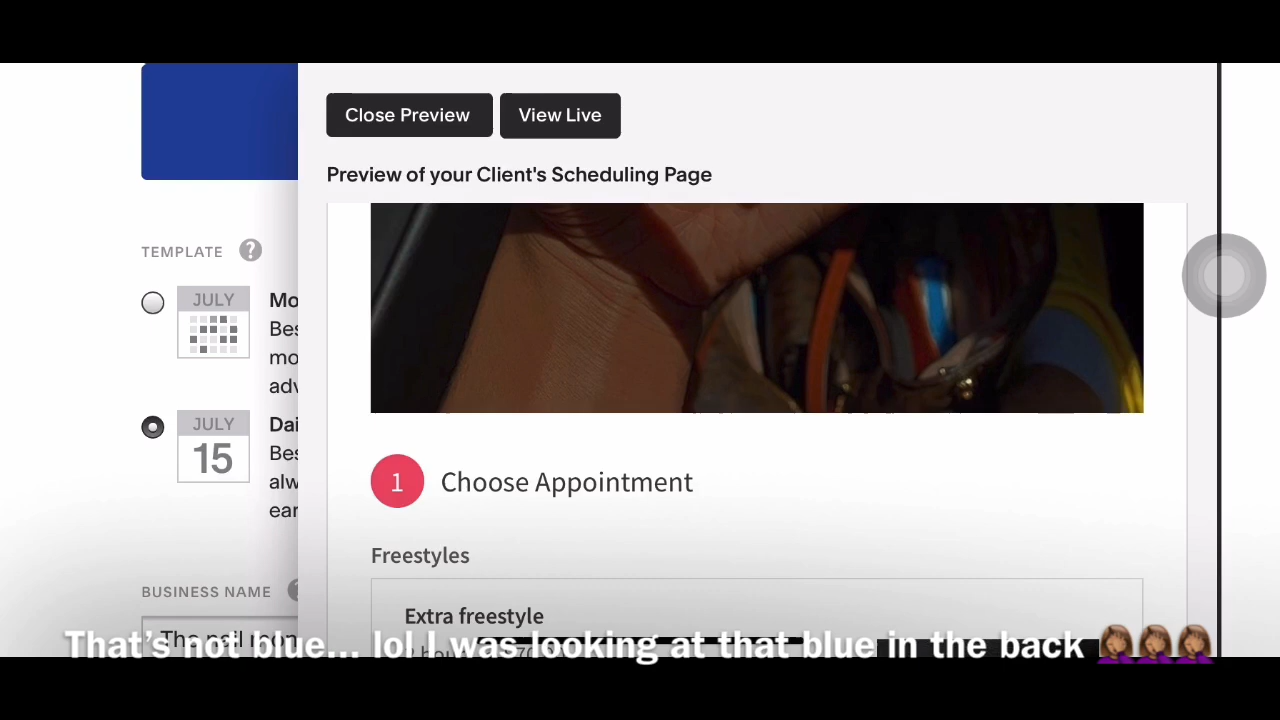 Close Preview
View Live
Preview of your Client's Scheduling Page
TEMPLATE ?
JULY
Mo
Bes
mo
adv
JULY
15
Dai
Bes
alw
ear
1 Choose Appointment
Freestyles
Extra freestyle
BUSINESS NAME
That's not blue... lol I was looking at that blue in the back